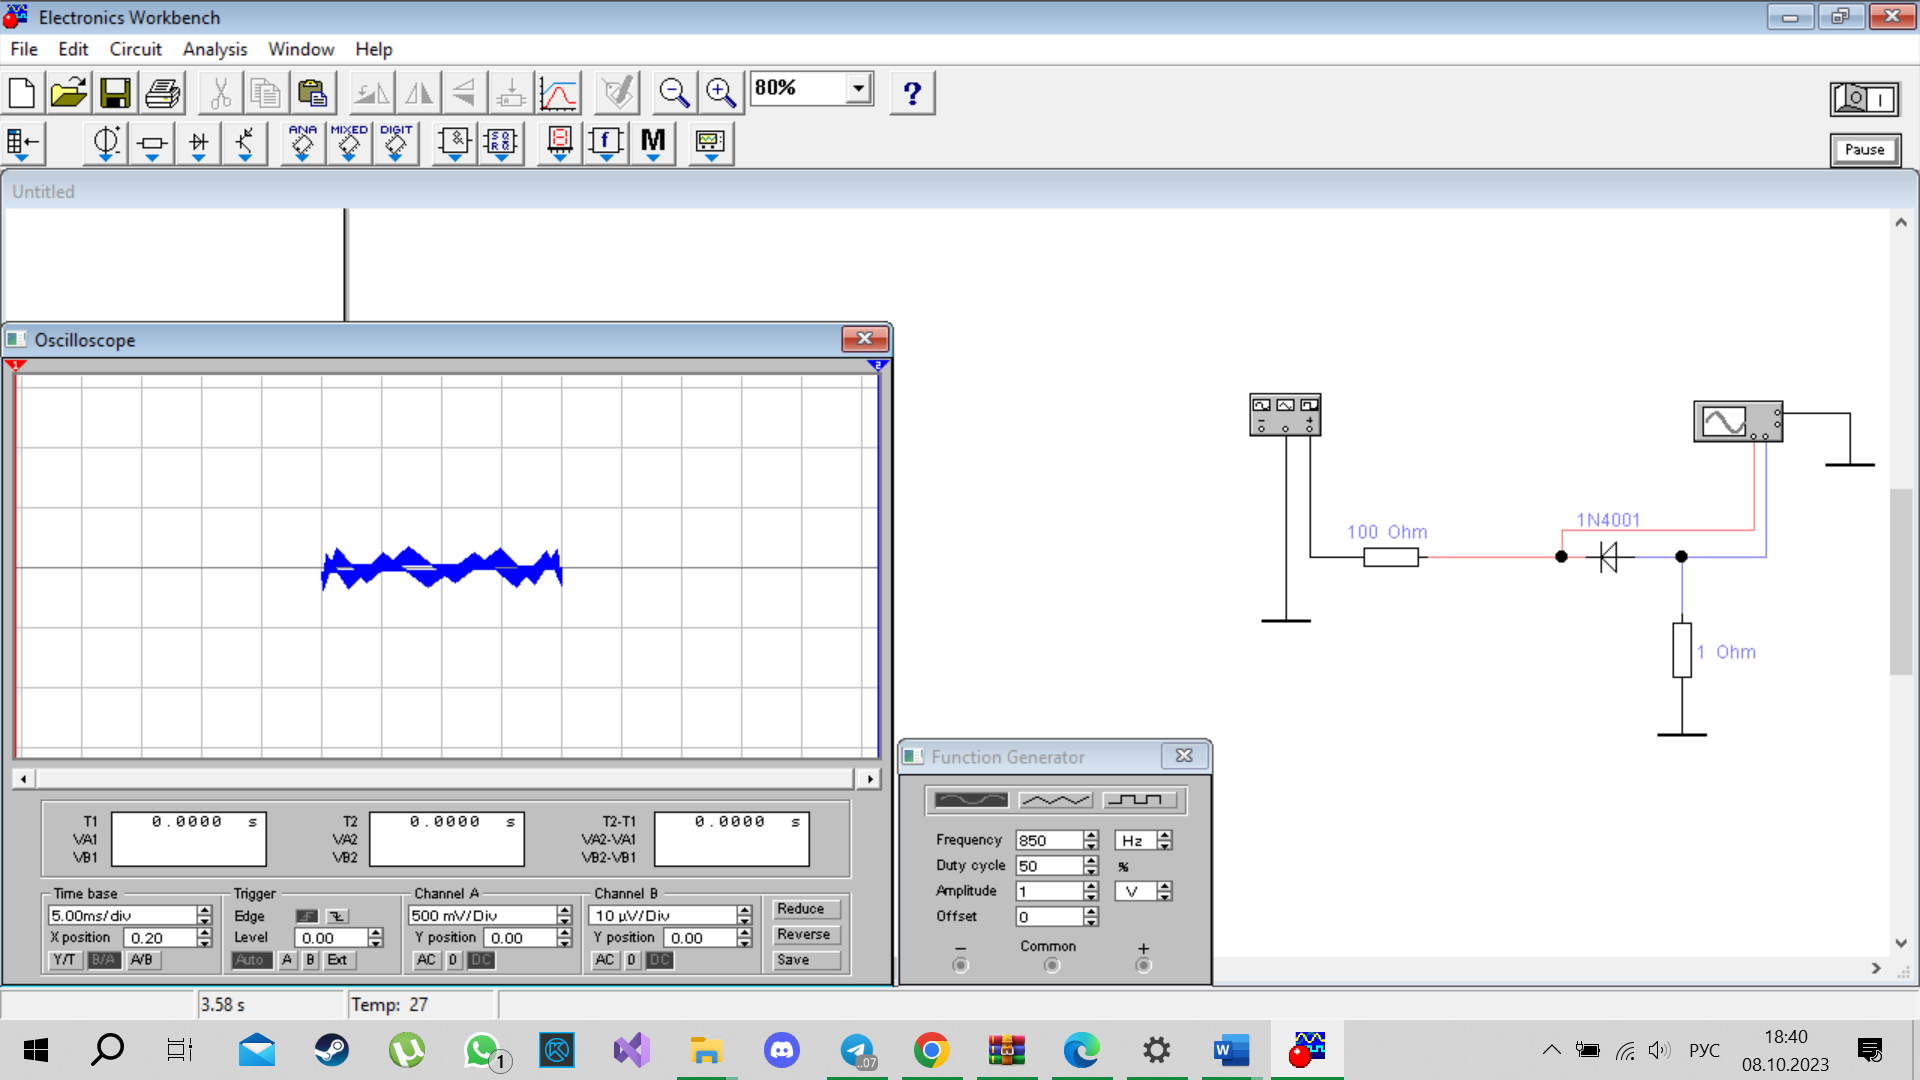 Electronics Workbench
File Edit Circuit Analysis Window Help
80%
?
ANA MIXED DIGIT
f M
Pause
Untitled
Oscilloscope
1 2
100 Ohm
1N4001
1 Ohm
T1 0.0000 s T2 0.0000 s T2-T1 0.0000 s
VA1 VA2 VA2-VA1
VB1 VB2 VB2-VB1
Time base Trigger Channel A Channel B
5.00ms/div Edge 500 mV/Div 10 µV/Div Reduce
X position 0.20 Level 0.00 Y position 0.00 Y position 0.00 Reverse
Y/T B/A A/B Auto A B Ext AC 0 DC AC 0 DC Save
Function Generator
Frequency 850 Hz
Duty cycle 50 %
Amplitude 1 V
Offset 0
− Common +
3.58 s Temp: 27
1
..07
W
РУС
18:40
08.10.2023